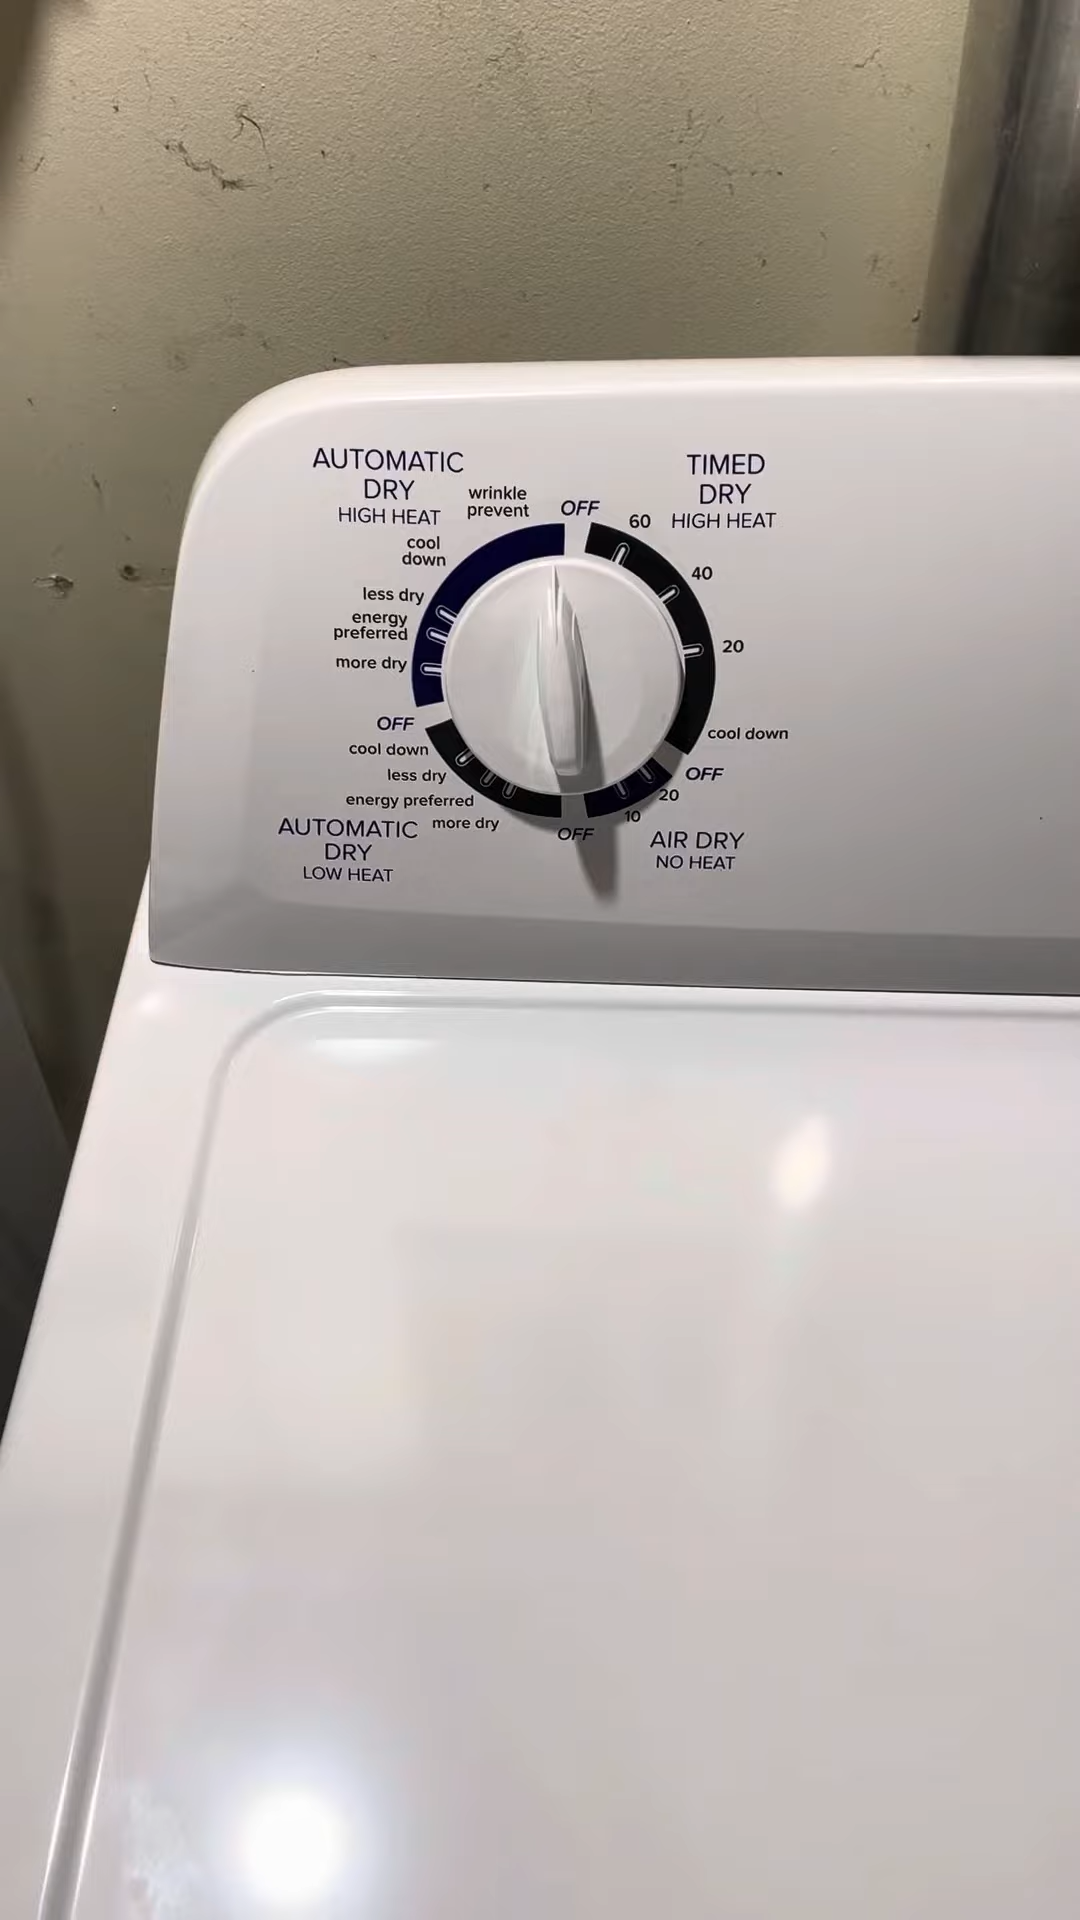 AUTOMATIC
DRY
HIGH HEAT
wrinkle
prevent
OFF
cool
down
less dry
energy
preferred
more dry
OFF
cool down
less dry
energy preferred
more dry
AUTOMATIC
DRY
LOW HEAT
TIMED
DRY
HIGH HEAT
60
40
20
cool down
OFF
20
10
OFF
AIR DRY
NO HEAT